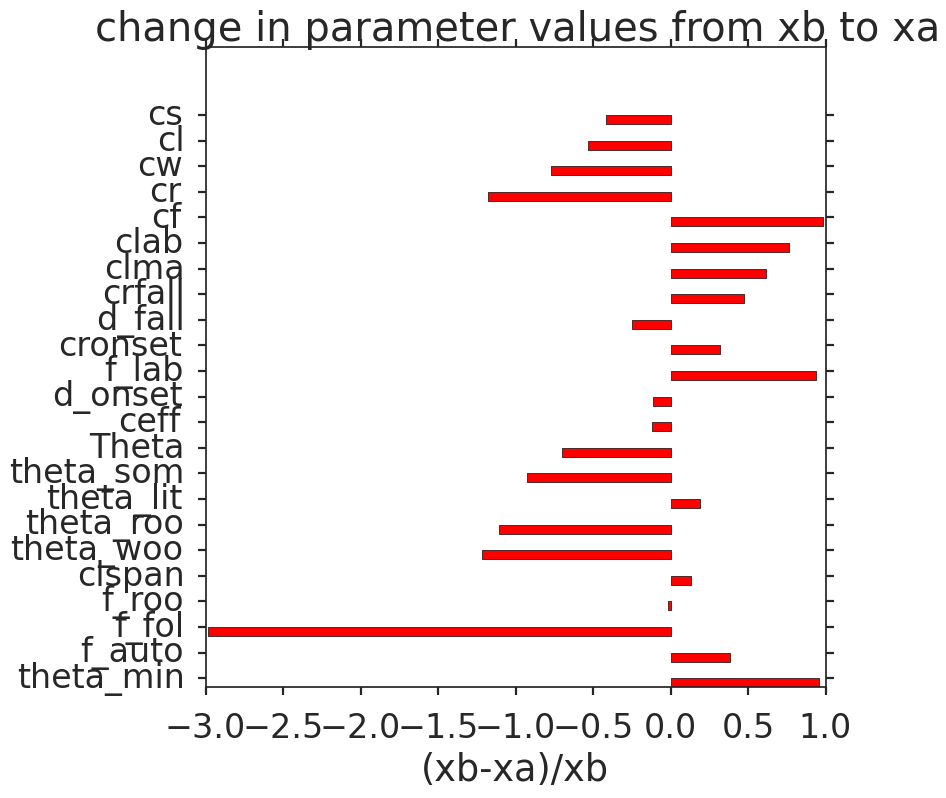 change in parameter values from xb to xa
cs
cl
cw
cr
cf
clab
clma
crfall
d_fall
cronset
f_lab
d_onset
ceff
Theta
theta_som
theta_lit
theta_roo
theta_woo
clspan
f_roo
f_fol
f_auto
theta_min
−3.0 −2.5 −2.0 −1.5 −1.0 −0.5 0.0 0.5 1.0
(xb-xa)/xb